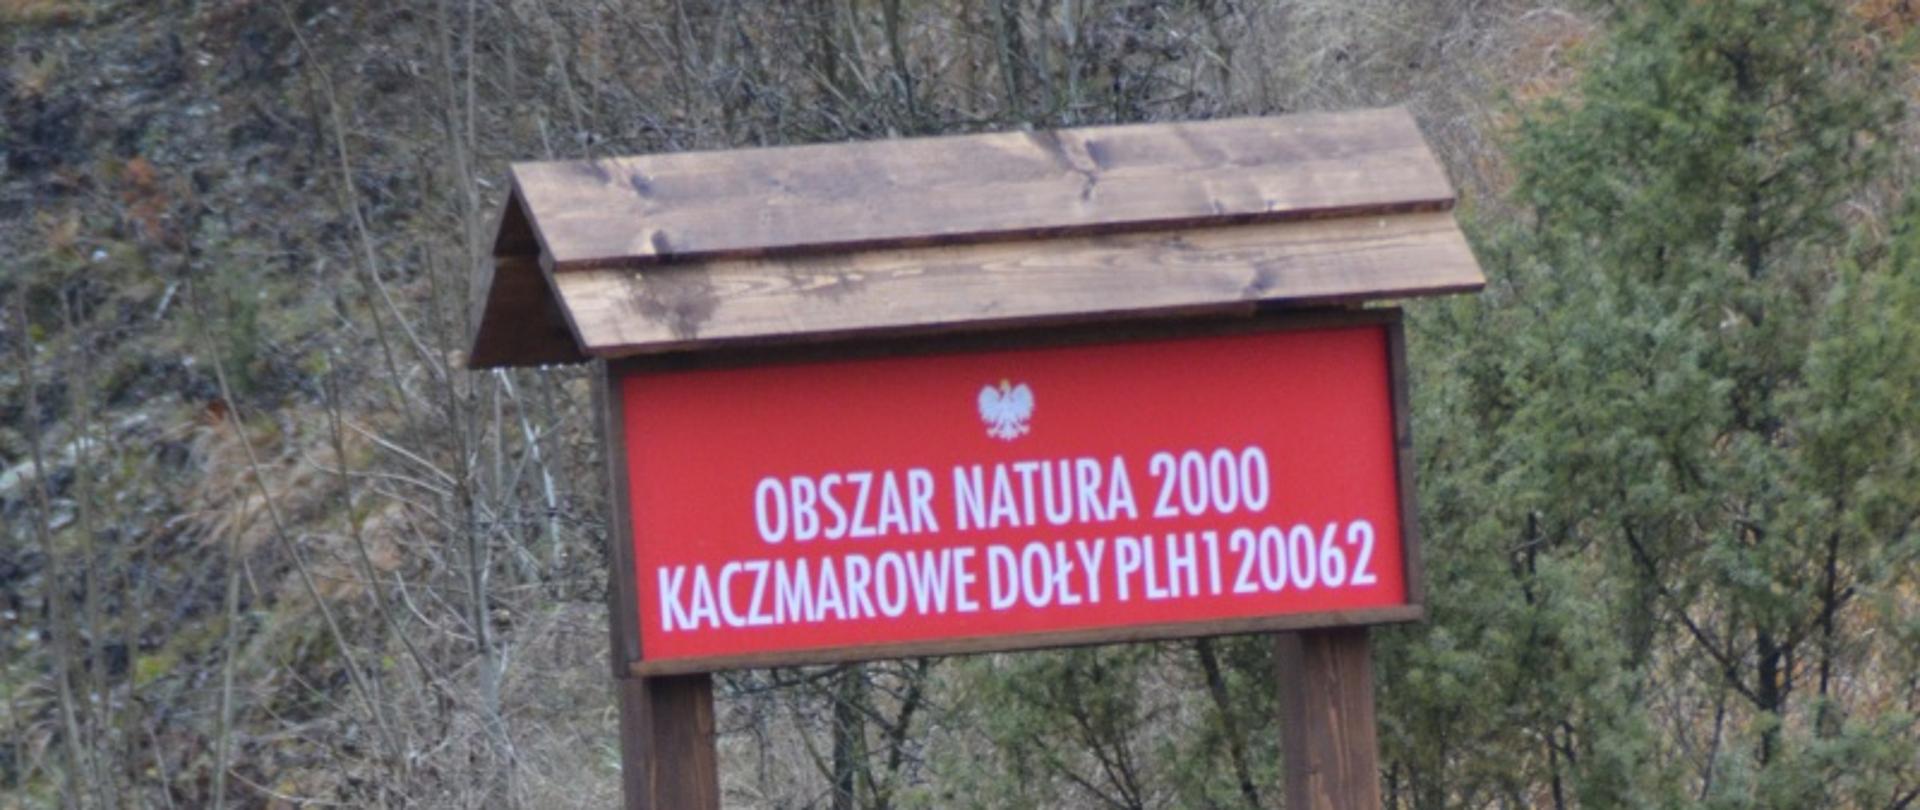 OBSZAR NATURA 2000
KACZMAROWE DOŁY PLH120062